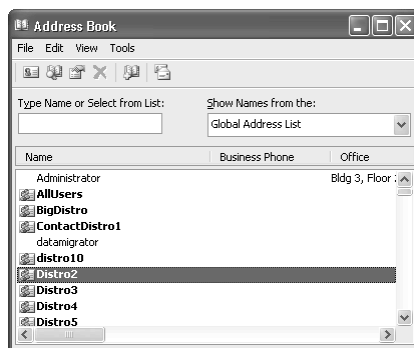 Address Book
File Edit View Tools
Type Name or Select from List: Show Names from the:
Global Address List
Name Business Phone Office
Administrator Bldg 3, Floor
AllUsers
BigDistro
ContactDistro1
datamigrator
distro10
Distro2
Distro3
Distro4
Distro5